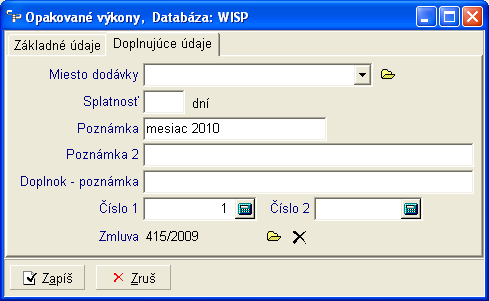 Opakované výkony, Databáza: WISP
Základné údaje Doplnujúce údaje
Miesto dodávky
Splatnosť dní
Poznámka mesiac 2010
Poznámka 2
Doplnok - poznámka
Číslo 1 1 Číslo 2
Zmluva 415/2009
Zapíš Zruš